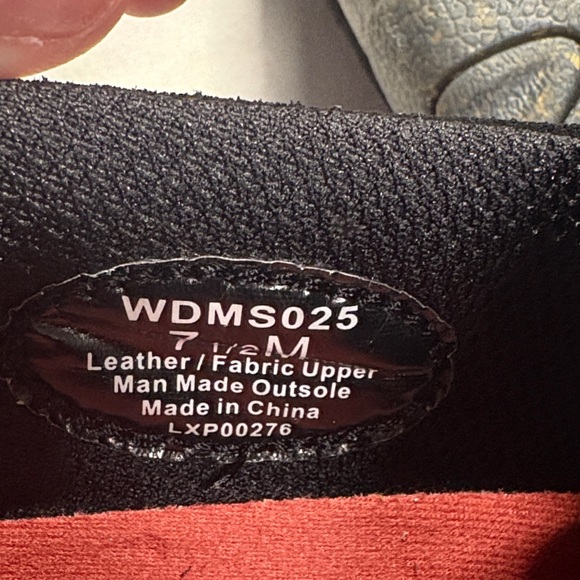 WDMS025
7 1/2 M
Leather / Fabric Upper
Man Made Outsole
Made in China
LXP00276